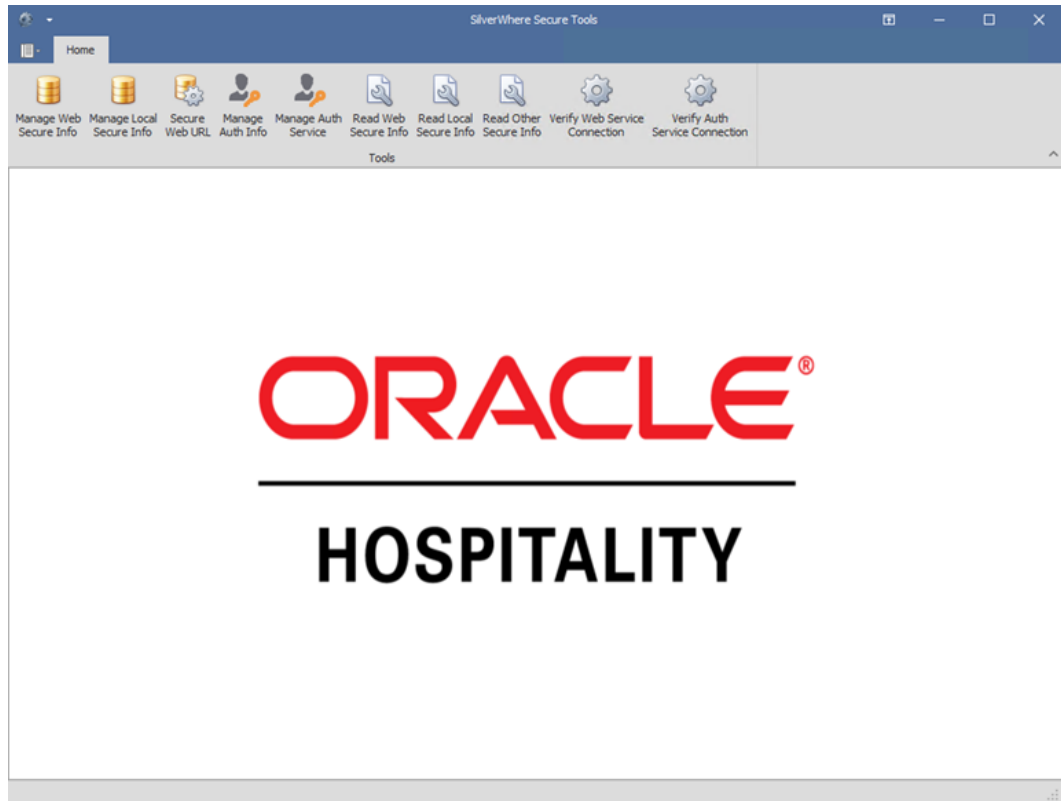 SilverWhere Secure Tools
Home
Manage Web Secure Info
Manage Local Secure Info
Secure Web URL
Manage Auth Info
Manage Auth Service
Read Web Secure Info
Read Local Secure Info
Read Other Secure Info
Verify Web Service Connection
Verify Auth Service Connection
Tools
ORACLE®
HOSPITALITY